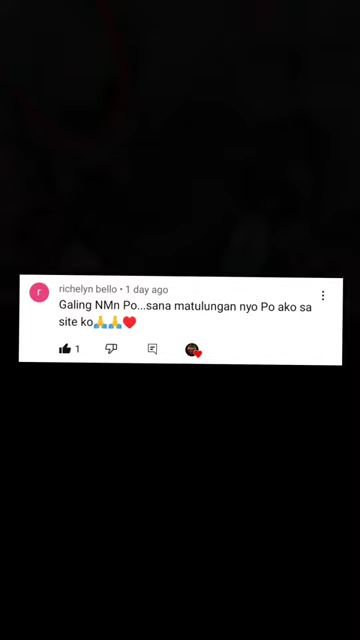 richelyn bello • 1 day ago
Galing NMn Po...sana matulungan nyo Po ako sa
site ko🙏🙏❤️
1